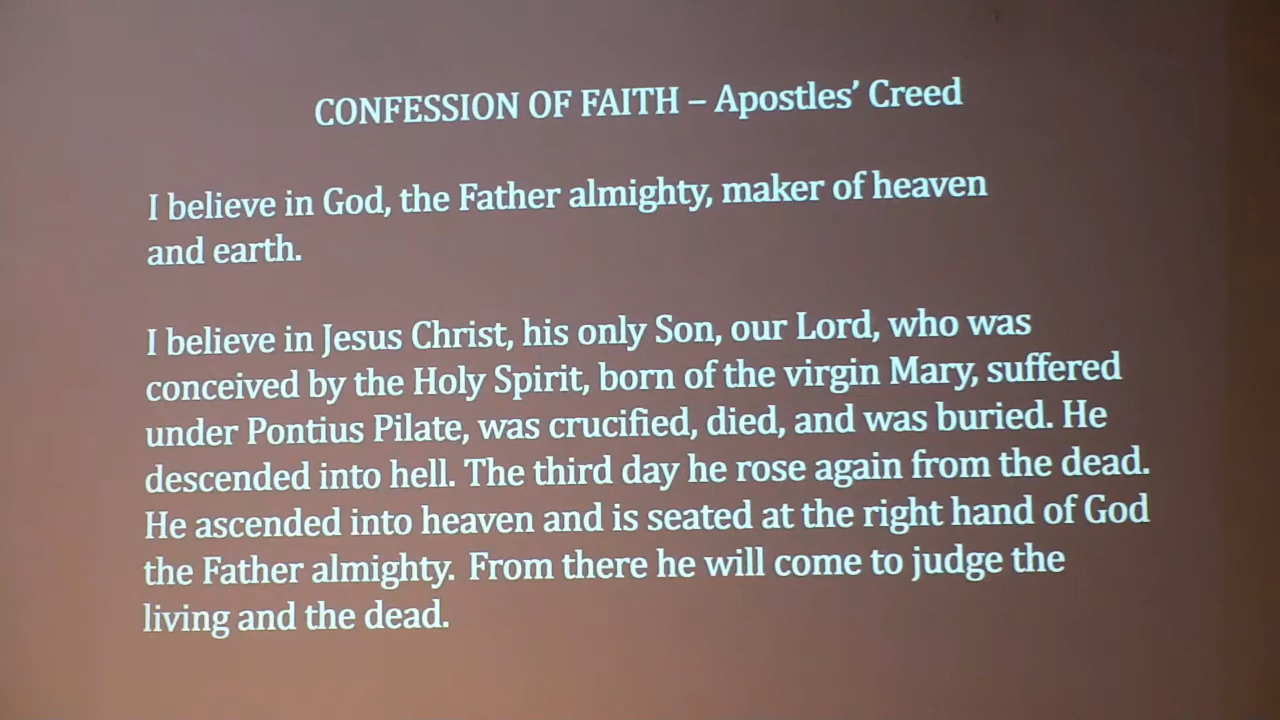 CONFESSION OF FAITH – Apostles’ Creed
I believe in God, the Father almighty, maker of heaven
and earth.
I believe in Jesus Christ, his only Son, our Lord, who was
conceived by the Holy Spirit, born of the virgin Mary, suffered
under Pontius Pilate, was crucified, died, and was buried. He
descended into hell. The third day he rose again from the dead.
He ascended into heaven and is seated at the right hand of God
the Father almighty. From there he will come to judge the
living and the dead.